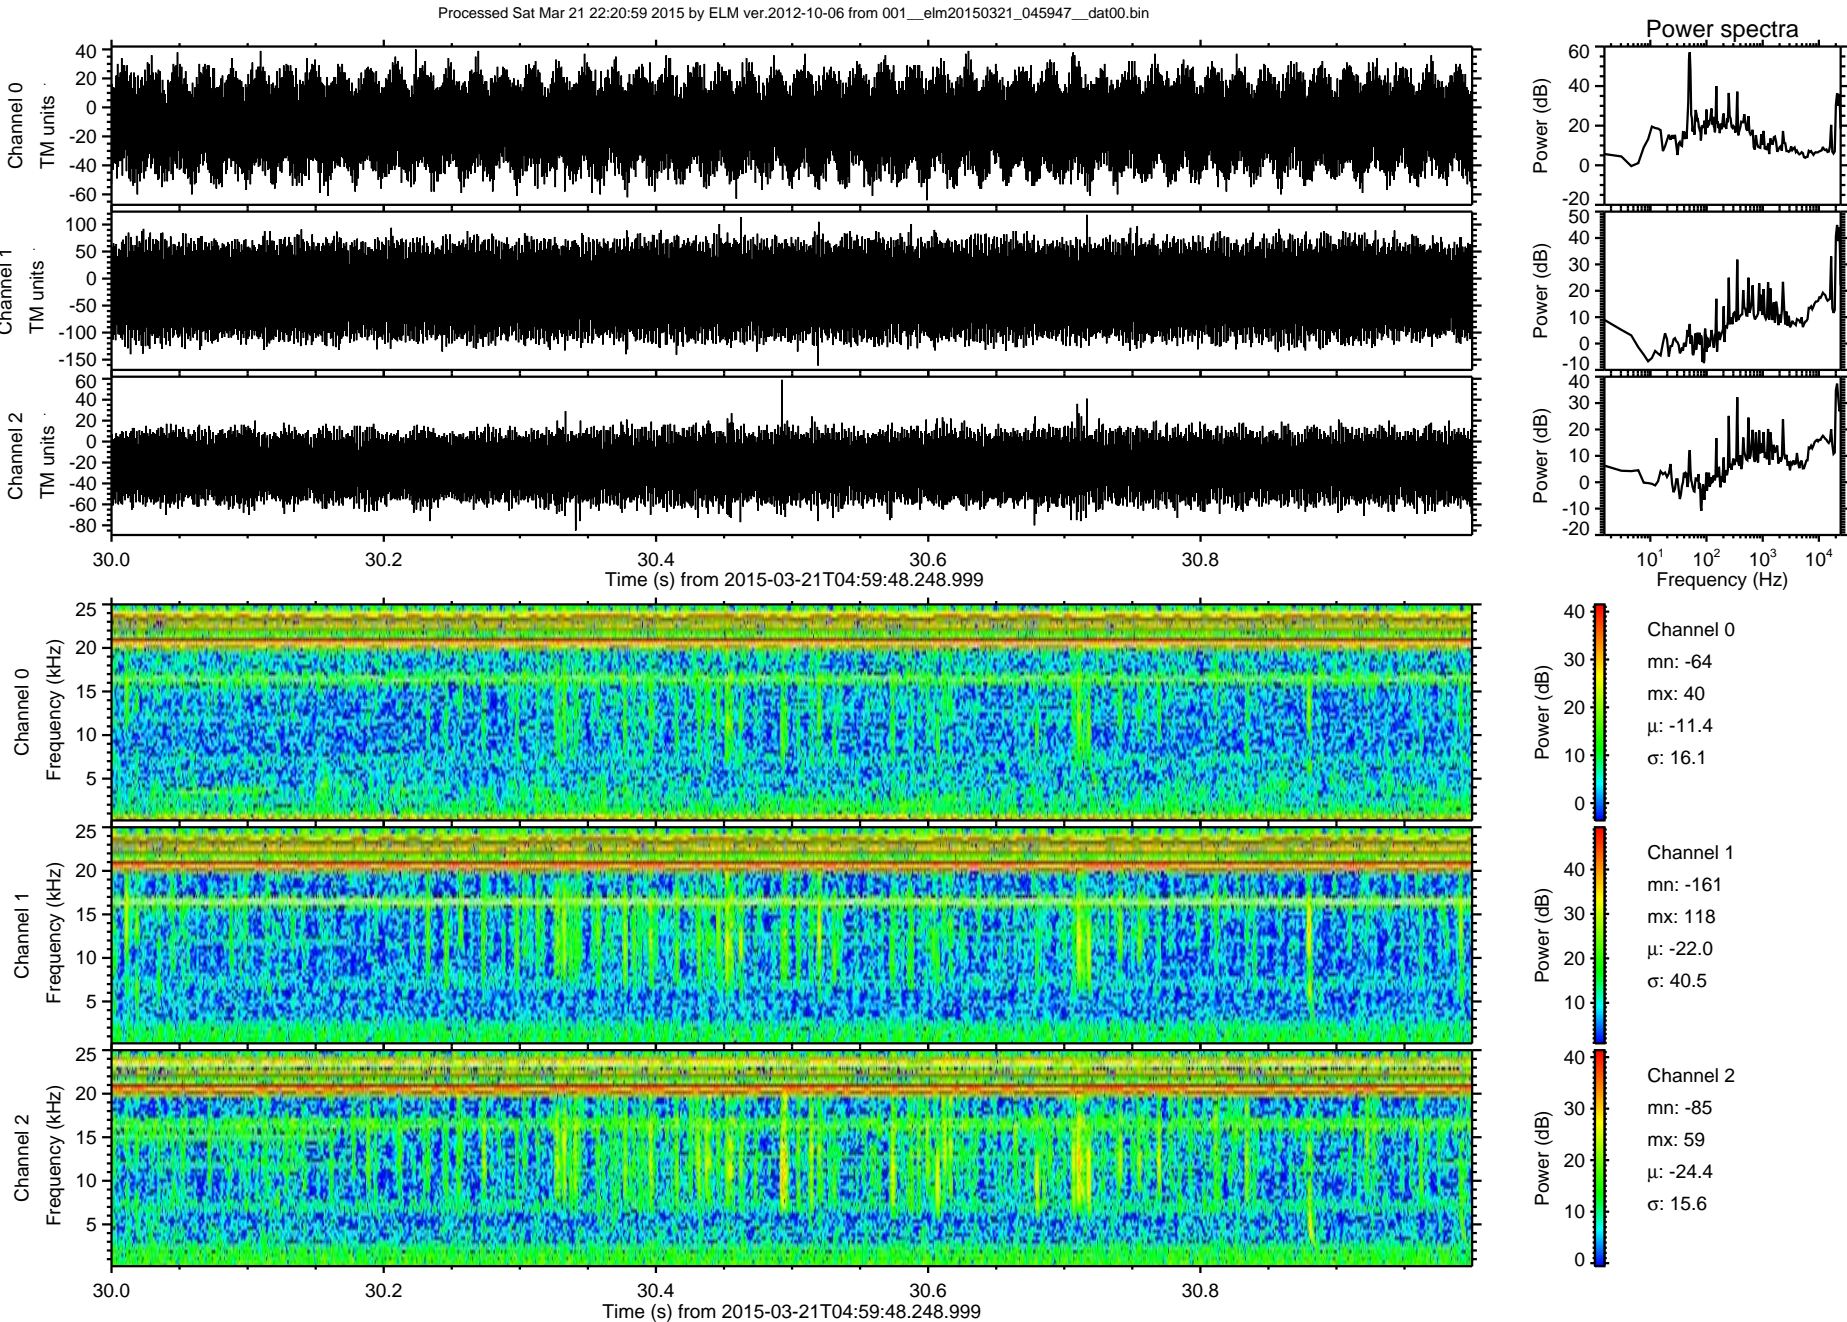 Processed Sat Mar 21 22:20:59 2015 by ELM ver.2012-10-06 from 001__elm20150321_045947__dat00.bin
Power spectra
Channel 0
TM units
40
20
0
-20
-40
-60
Power (dB)
60
40
20
0
-20
Channel 1
TM units
100
50
0
-50
-100
-150
Power (dB)
50
40
30
20
10
0
-10
Channel 2
TM units
60
40
20
0
-20
-40
-60
-80
Power (dB)
40
30
20
10
0
-10
-20
30.0 30.2 30.4 30.6 30.8
Time (s) from 2015-03-21T04:59:48.248.999
10^1 10^2 10^3 10^4
Frequency (Hz)
Channel 0
Frequency (kHz)
25
20
15
10
5
Power (dB)
40
30
20
10
0
Channel 0
mn: -64
mx: 40
μ: -11.4
σ: 16.1
Channel 1
Frequency (kHz)
25
20
15
10
5
Power (dB)
40
30
20
10
Channel 1
mn: -161
mx: 118
μ: -22.0
σ: 40.5
Channel 2
Frequency (kHz)
25
20
15
10
5
Power (dB)
40
30
20
10
0
Channel 2
mn: -85
mx: 59
μ: -24.4
σ: 15.6
30.0 30.2 30.4 30.6 30.8
Time (s) from 2015-03-21T04:59:48.248.999